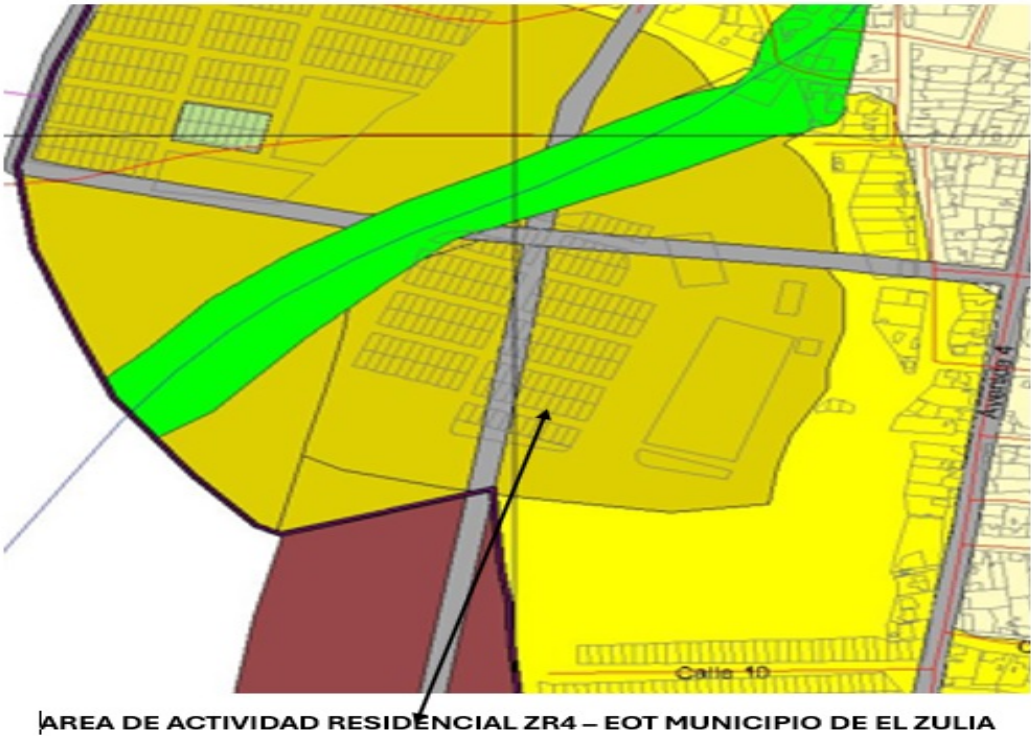 Avenida 4
Calle 10
AREA DE ACTIVIDAD RESIDENCIAL ZR4 – EOT MUNICIPIO DE EL ZULIA